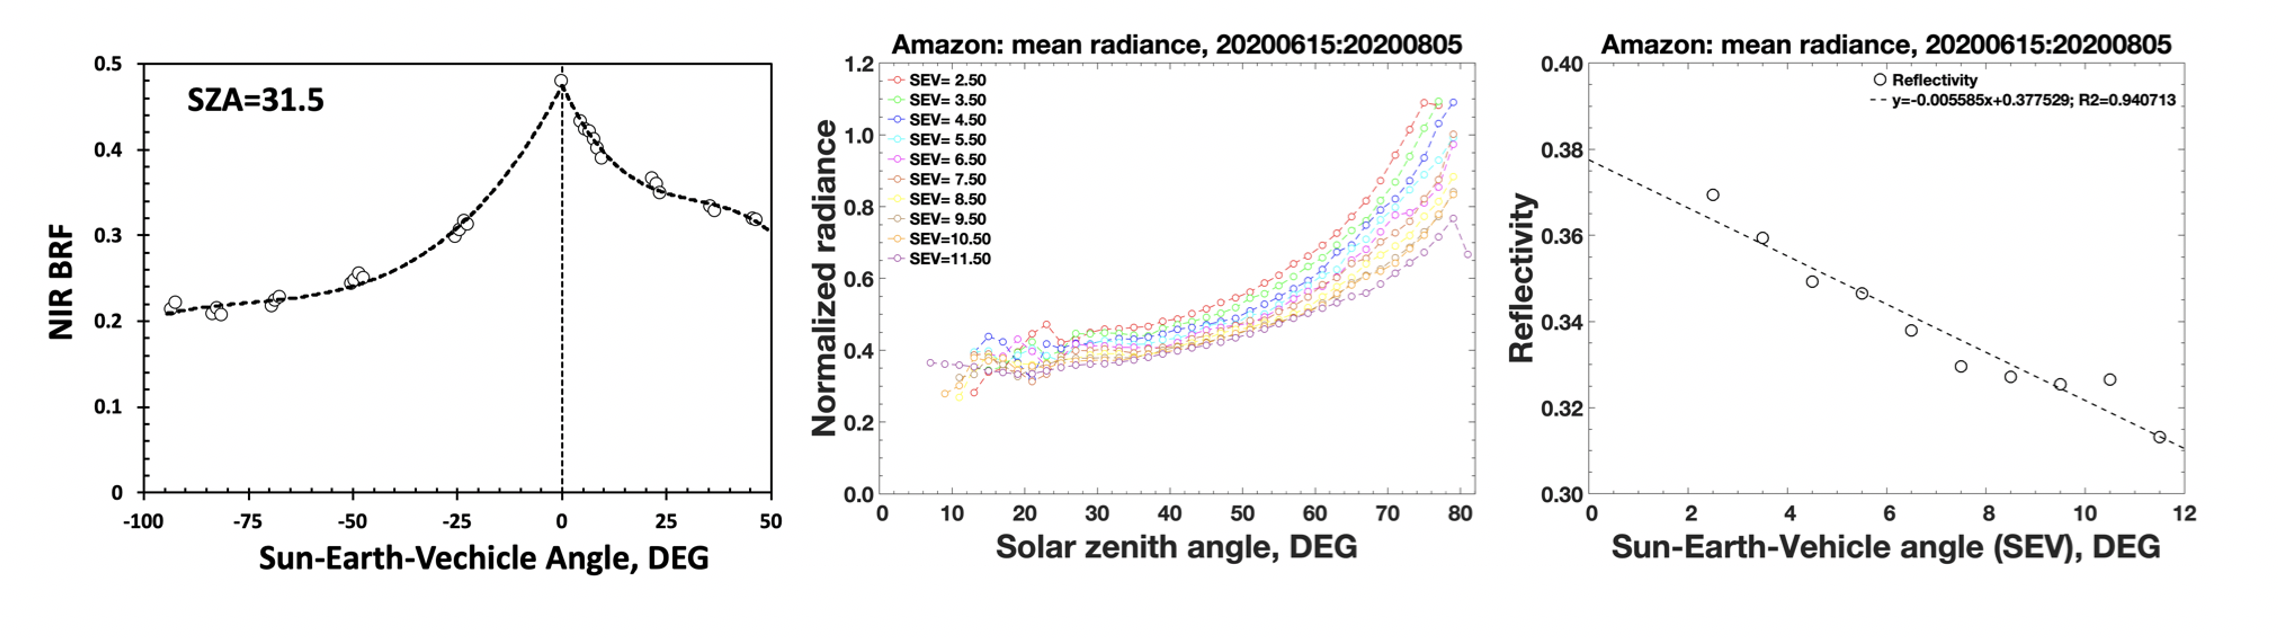 SZA=31.5
0.5
0.4
0.3
0.2
0.1
0
NIR BRF
-100 -75 -50 -25 0 25 50
Sun-Earth-Vechicle Angle, DEG
Amazon: mean radiance, 20200615:20200805
1.2
1.0
0.8
0.6
0.4
0.2
0.0
Normalized radiance
SEV= 2.50
SEV= 3.50
SEV= 4.50
SEV= 5.50
SEV= 6.50
SEV= 7.50
SEV= 8.50
SEV= 9.50
SEV=10.50
SEV=11.50
0 10 20 30 40 50 60 70 80
Solar zenith angle, DEG
Amazon: mean radiance, 20200615:20200805
0.40
0.38
0.36
0.34
0.32
0.30
Reflectivity
Reflectivity
y=-0.005585x+0.377529; R2=0.940713
0 2 4 6 8 10 12
Sun-Earth-Vehicle angle (SEV), DEG